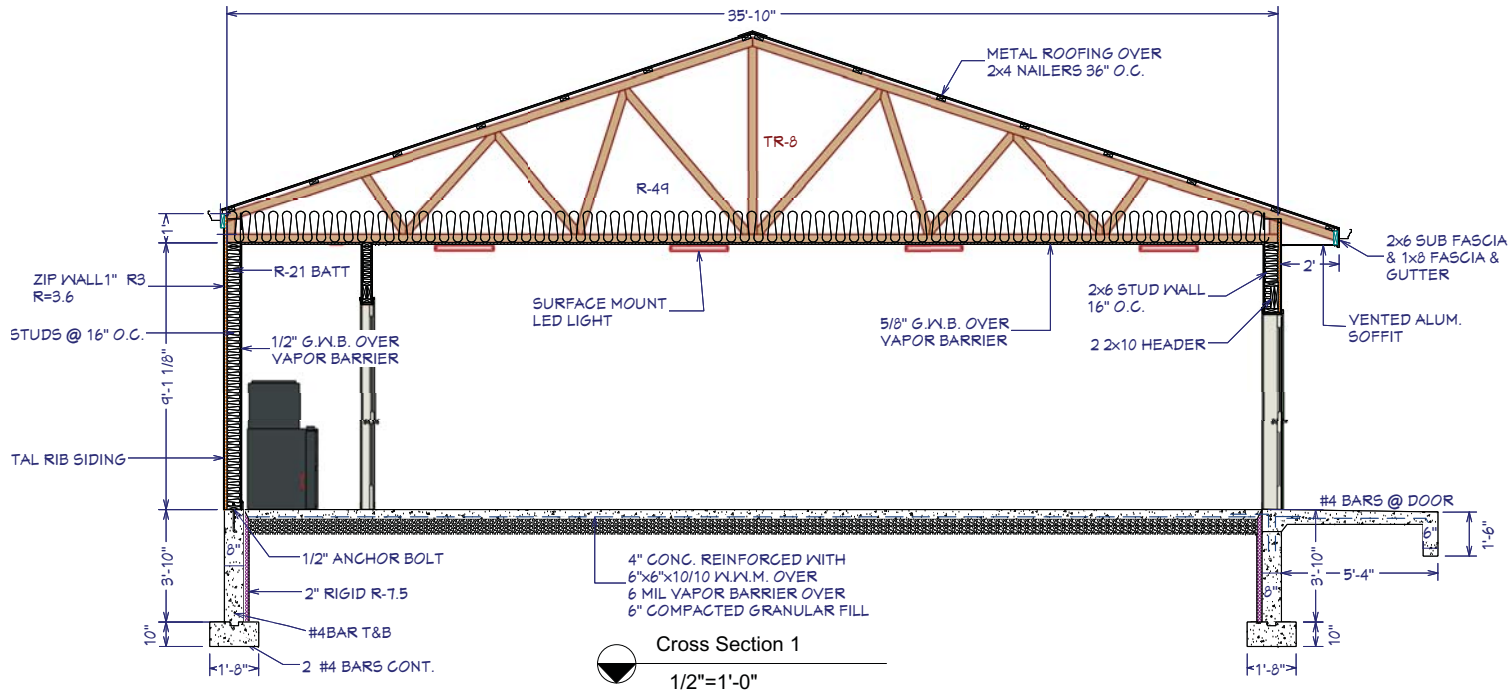 35'-10"
METAL ROOFING OVER
2x4 NAILERS 36" O.C.
TR-8
R-49
1'
2x6 SUB FASCIA
& 1x8 FASCIA &
GUTTER
2'
R-21 BATT
ZIP WALL 1" R3
R=3.6
SURFACE MOUNT
LED LIGHT
2x6 STUD WALL
16" O.C.
5/8" G.W.B. OVER
VAPOR BARRIER
VENTED ALUM.
SOFFIT
STUDS @ 16" O.C.
1/2" G.W.B. OVER
VAPOR BARRIER
2 2x10 HEADER
9'-1 1/8"
TAL RIB SIDING
#4 BARS @ DOOR
8"
6"
1'-6"
3'-10"
1/2" ANCHOR BOLT
4" CONC. REINFORCED WITH
6"x6"x10/10 W.W.M. OVER
6 MIL VAPOR BARRIER OVER
6" COMPACTED GRANULAR FILL
2" RIGID R-7.5
8"
3'-10"
5'-4"
#4BAR T&B
10"
10"
2 #4 BARS CONT.
1'-8"
1'-8"
Cross Section 1
1/2"=1'-0"